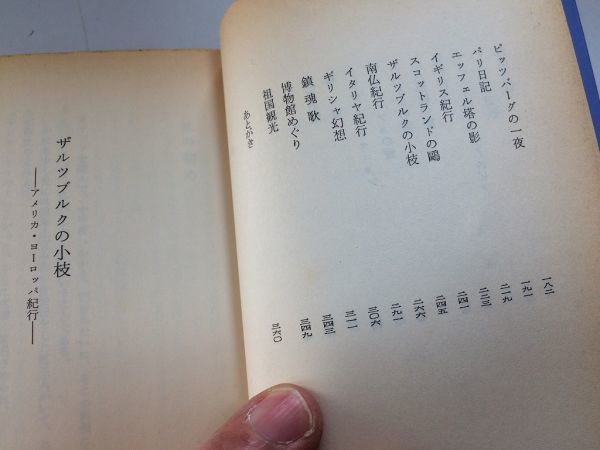 ピッツバーグの一夜 一八二
パリ日記 一九一
エッフェル塔の影 二一九
イギリス紀行 二二三
スコットランドの鷗 二四一
ザルツブルクの小枝 二四五
南仏紀行 二六六
イタリヤ紀行 二九一
ギリシャ幻想 三〇六
鎮魂歌 三一一
博物館めぐり 三四三
祖国観光 三四九
あとがき 三六〇
ザルツブルクの小枝
――アメリカ・ヨーロッパ紀行――